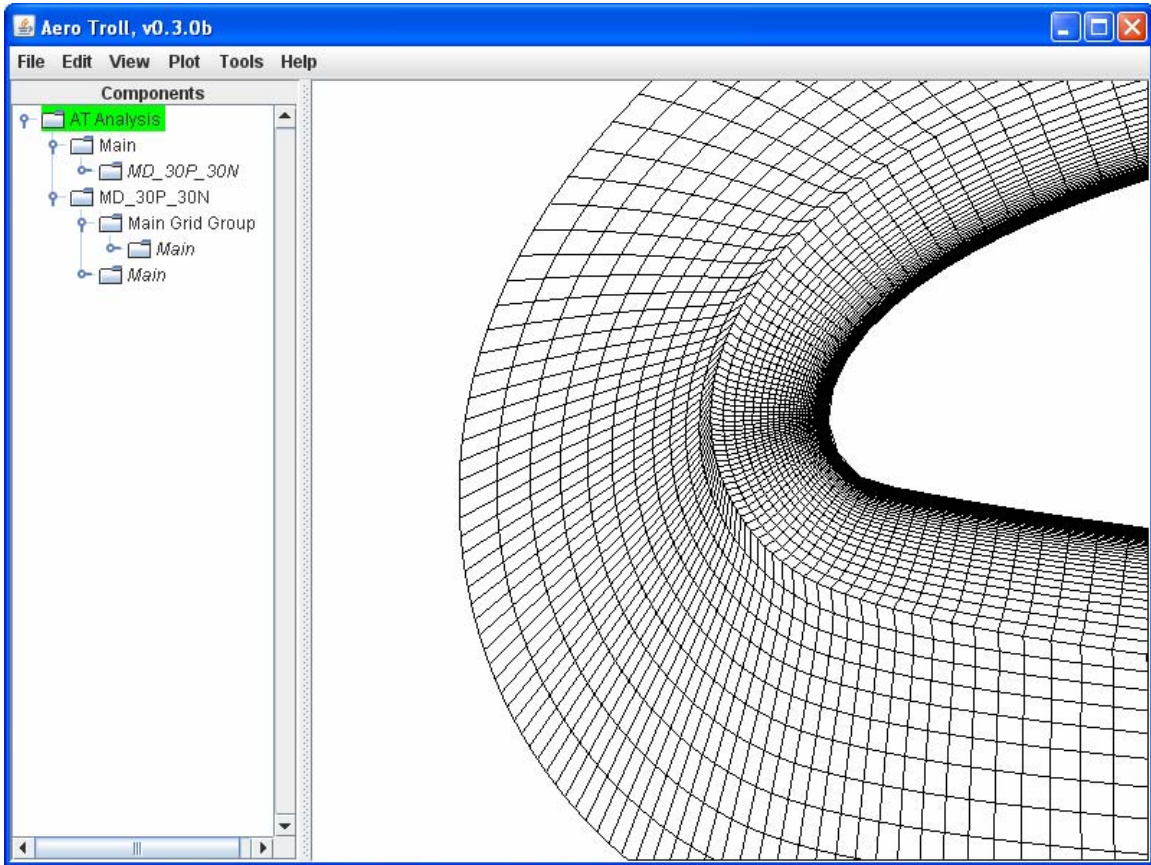 Aero Troll, v0.3.0b
File Edit View Plot Tools Help
Components
AT Analysis
Main
MD_30P_30N
MD_30P_30N
Main Grid Group
Main
Main